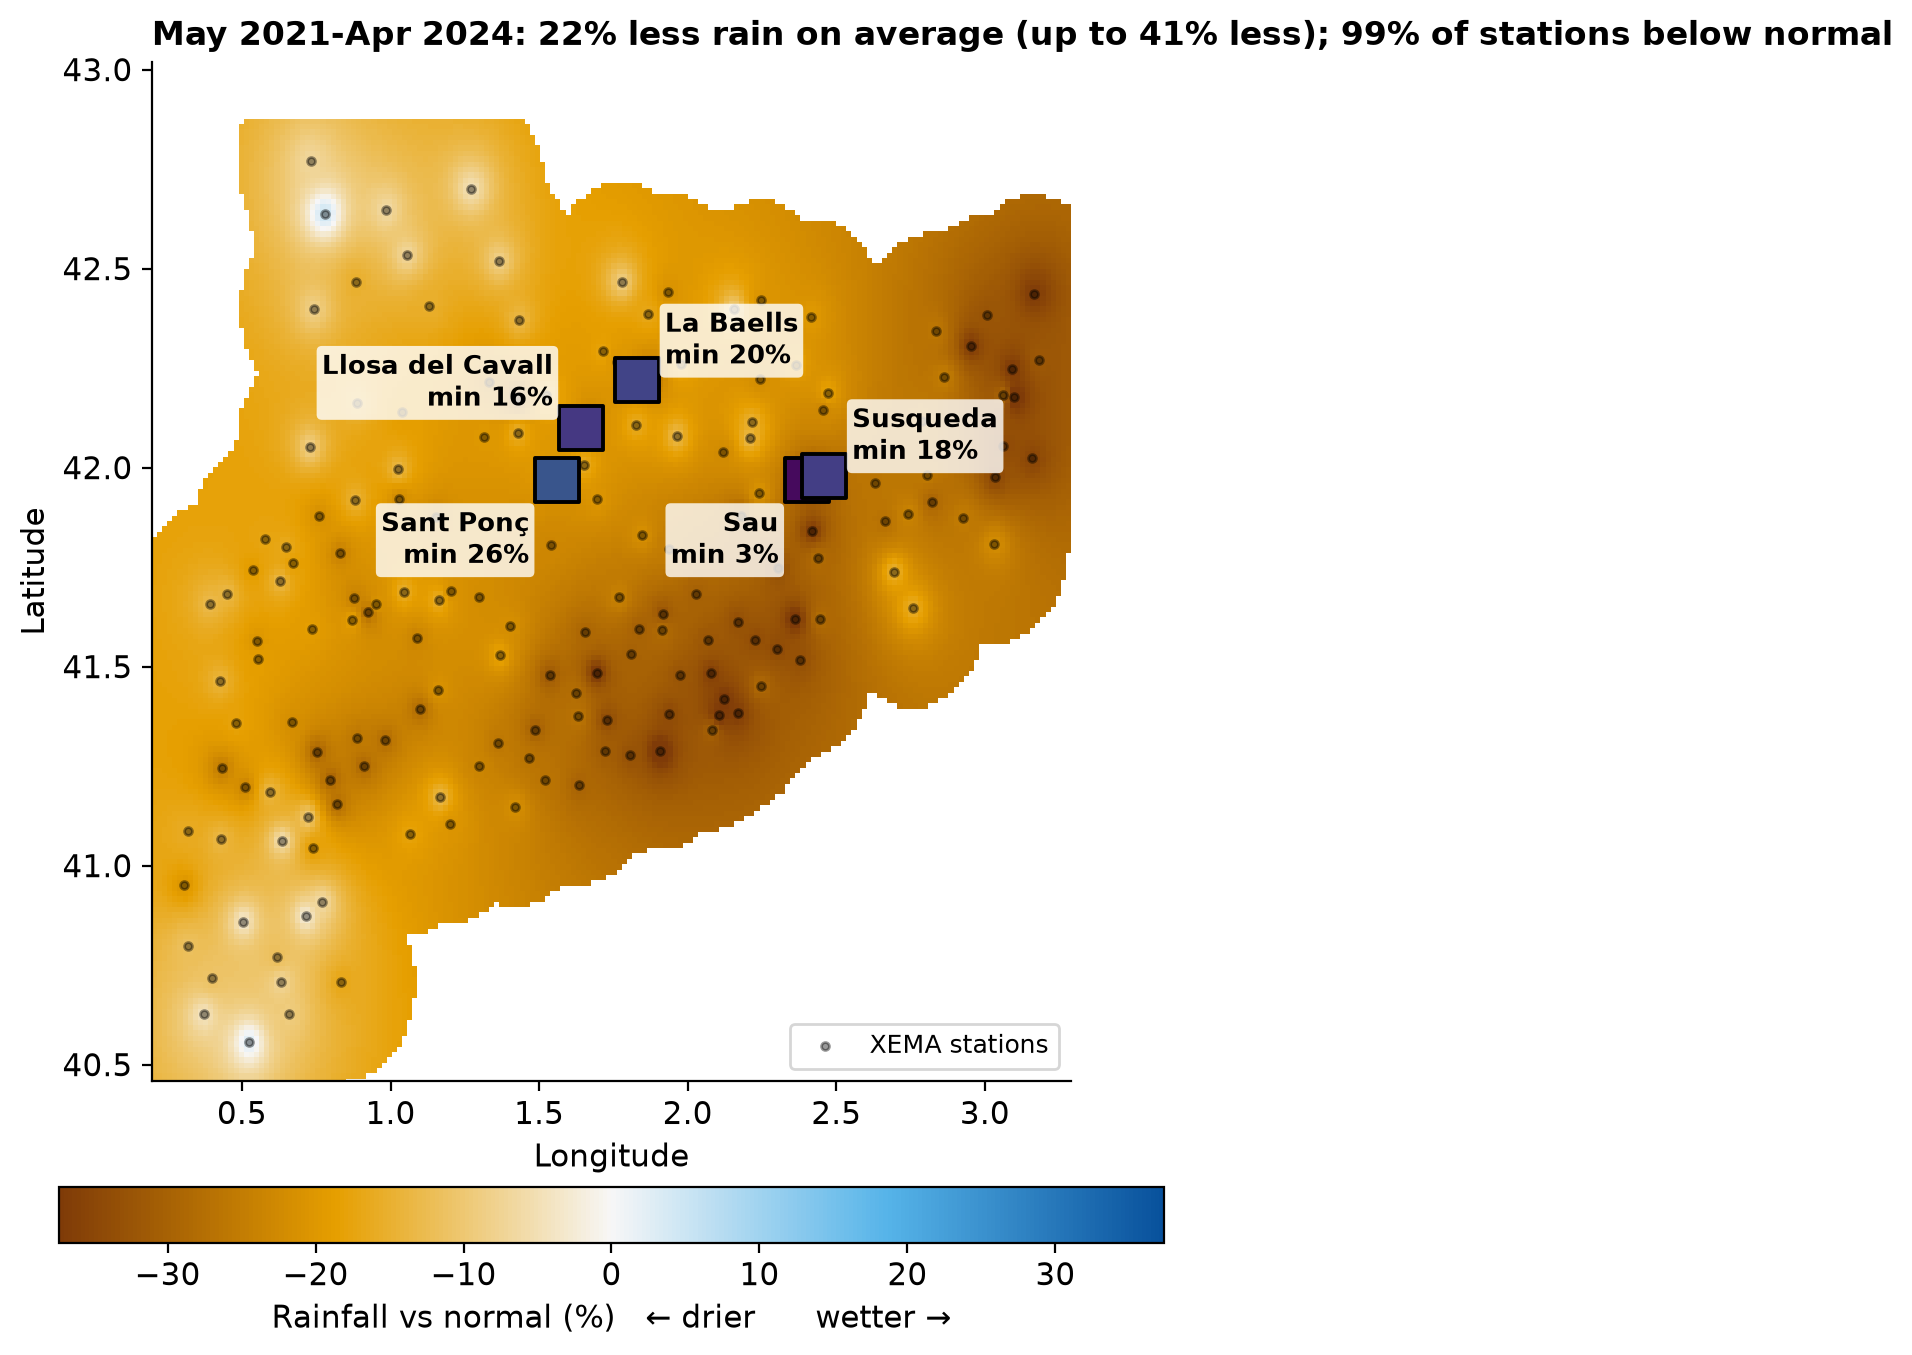 May 2021-Apr 2024: 22% less rain on average (up to 41% less); 99% of stations below normal
43.0
42.5
42.0
41.5
41.0
40.5
Latitude
La Baells
min 20%
Llosa del Cavall
min 16%
Susqueda
min 18%
Sant Ponç
min 26%
Sau
min 3%
XEMA stations
0.5 1.0 1.5 2.0 2.5 3.0
Longitude
−30 −20 −10 0 10 20 30
Rainfall vs normal (%) ← drier wetter →